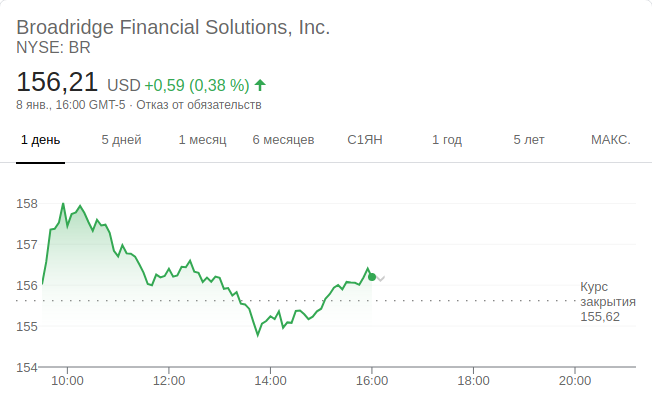 Broadridge Financial Solutions, Inc.
NYSE: BR
156,21 USD +0,59 (0,38 %)
8 янв., 16:00 GMT-5 · Отказ от обязательств
1 день 5 дней 1 месяц 6 месяцев С1ЯН 1 год 5 лет МАКС.
158
157
156
155
154
Курс
закрытия
155,62
10:00 12:00 14:00 16:00 18:00 20:00